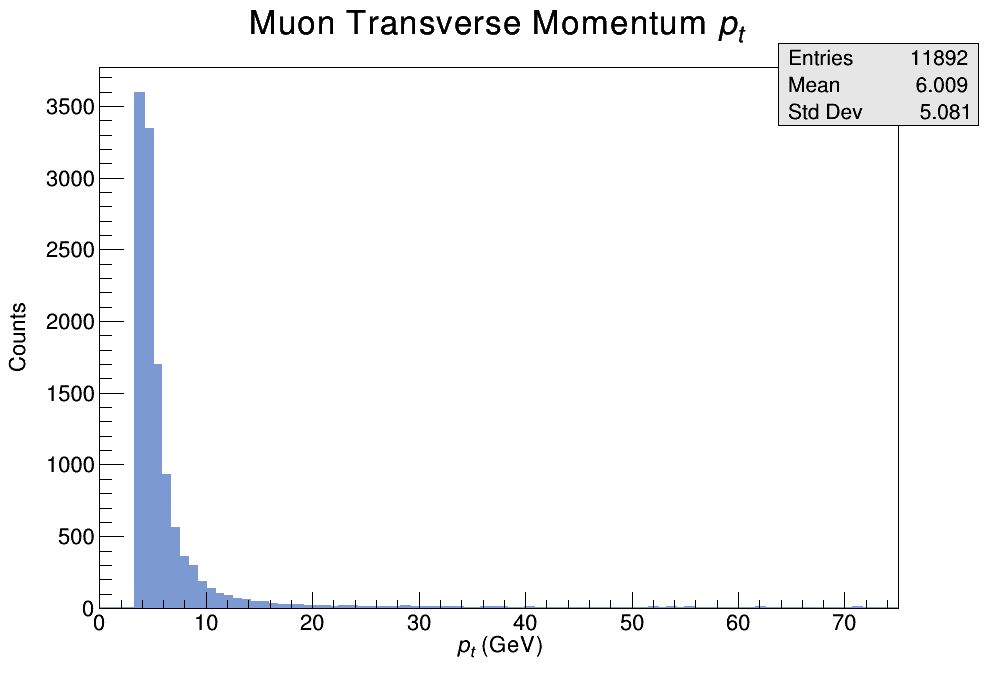 Muon Transverse Momentum pt
Entries 11892
Mean 6.009
Std Dev 5.081
3500
3000
2500
2000
1500
1000
500
0
Counts
0 10 20 30 40 50 60 70
pt (GeV)